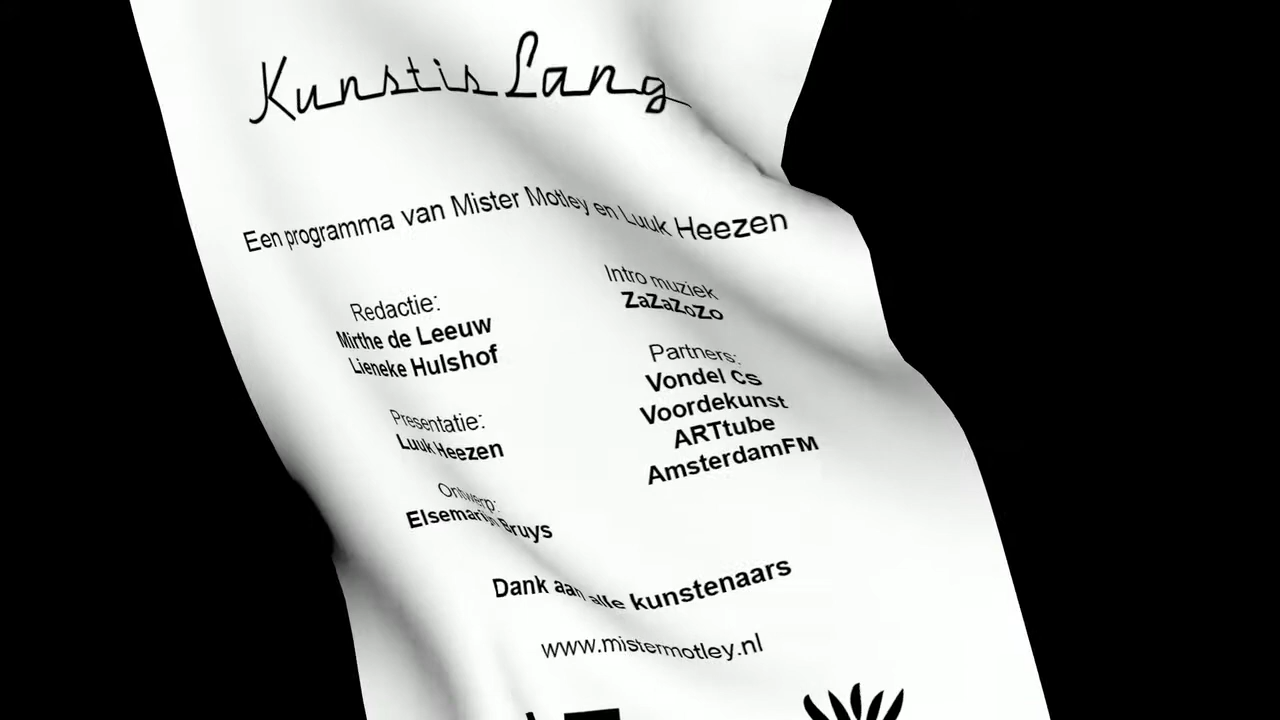 Kunst is Lang
Een programma van Mister Motley en Luuk Heezen
Redactie:
Mirthe de Leeuw
Lieneke Hulshof
Presentatie:
Luuk Heezen
Ontwerp:
Elsemarijn Bruys
Intro muziek
ZaZaZoZo
Partners:
Vondel CS
Voordekunst
ARTtube
AmsterdamFM
Dank aan alle kunstenaars
www.mistermotley.nl